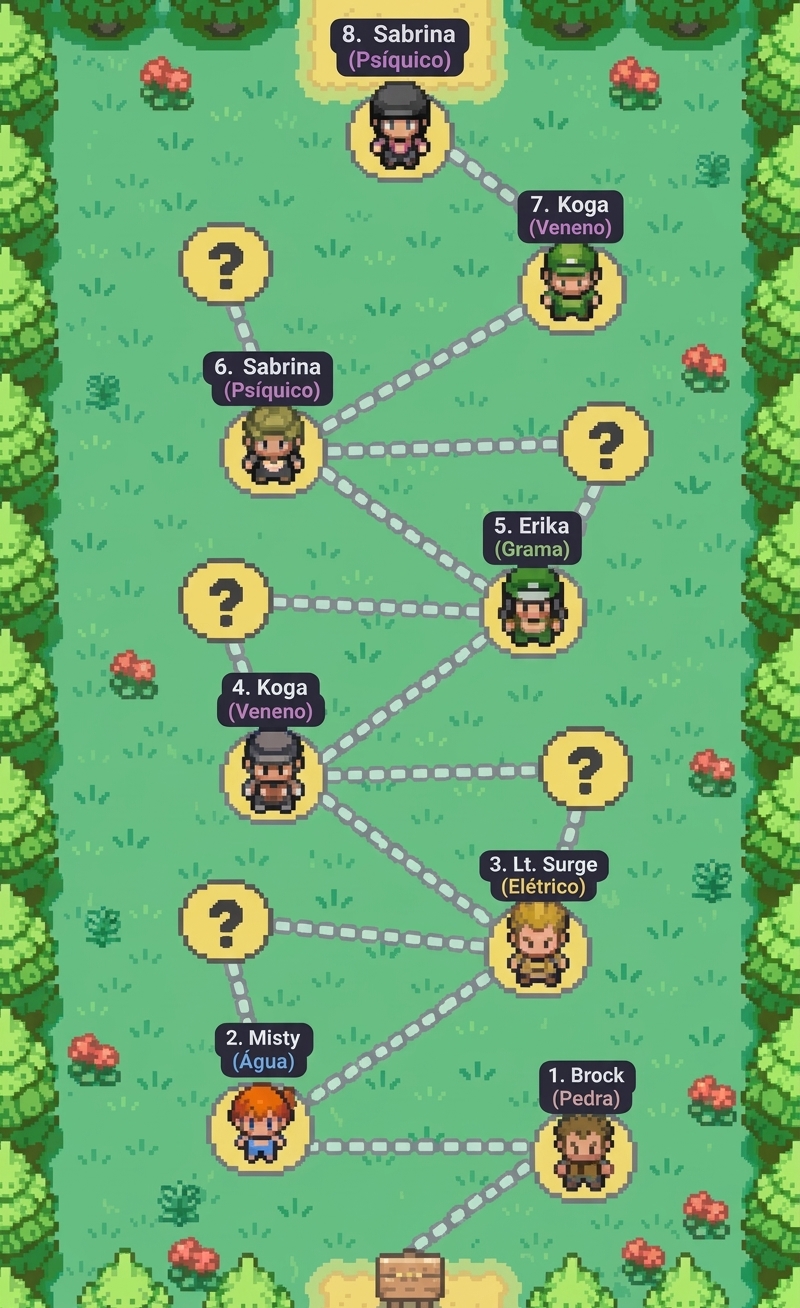 8. Sabrina
(Psíquico)
7. Koga
(Veneno)
?
6. Sabrina
(Psíquico)
?
5. Erika
(Grama)
?
4. Koga
(Veneno)
?
3. Lt. Surge
(Elétrico)
?
2. Misty
(Água)
1. Brock
(Pedra)